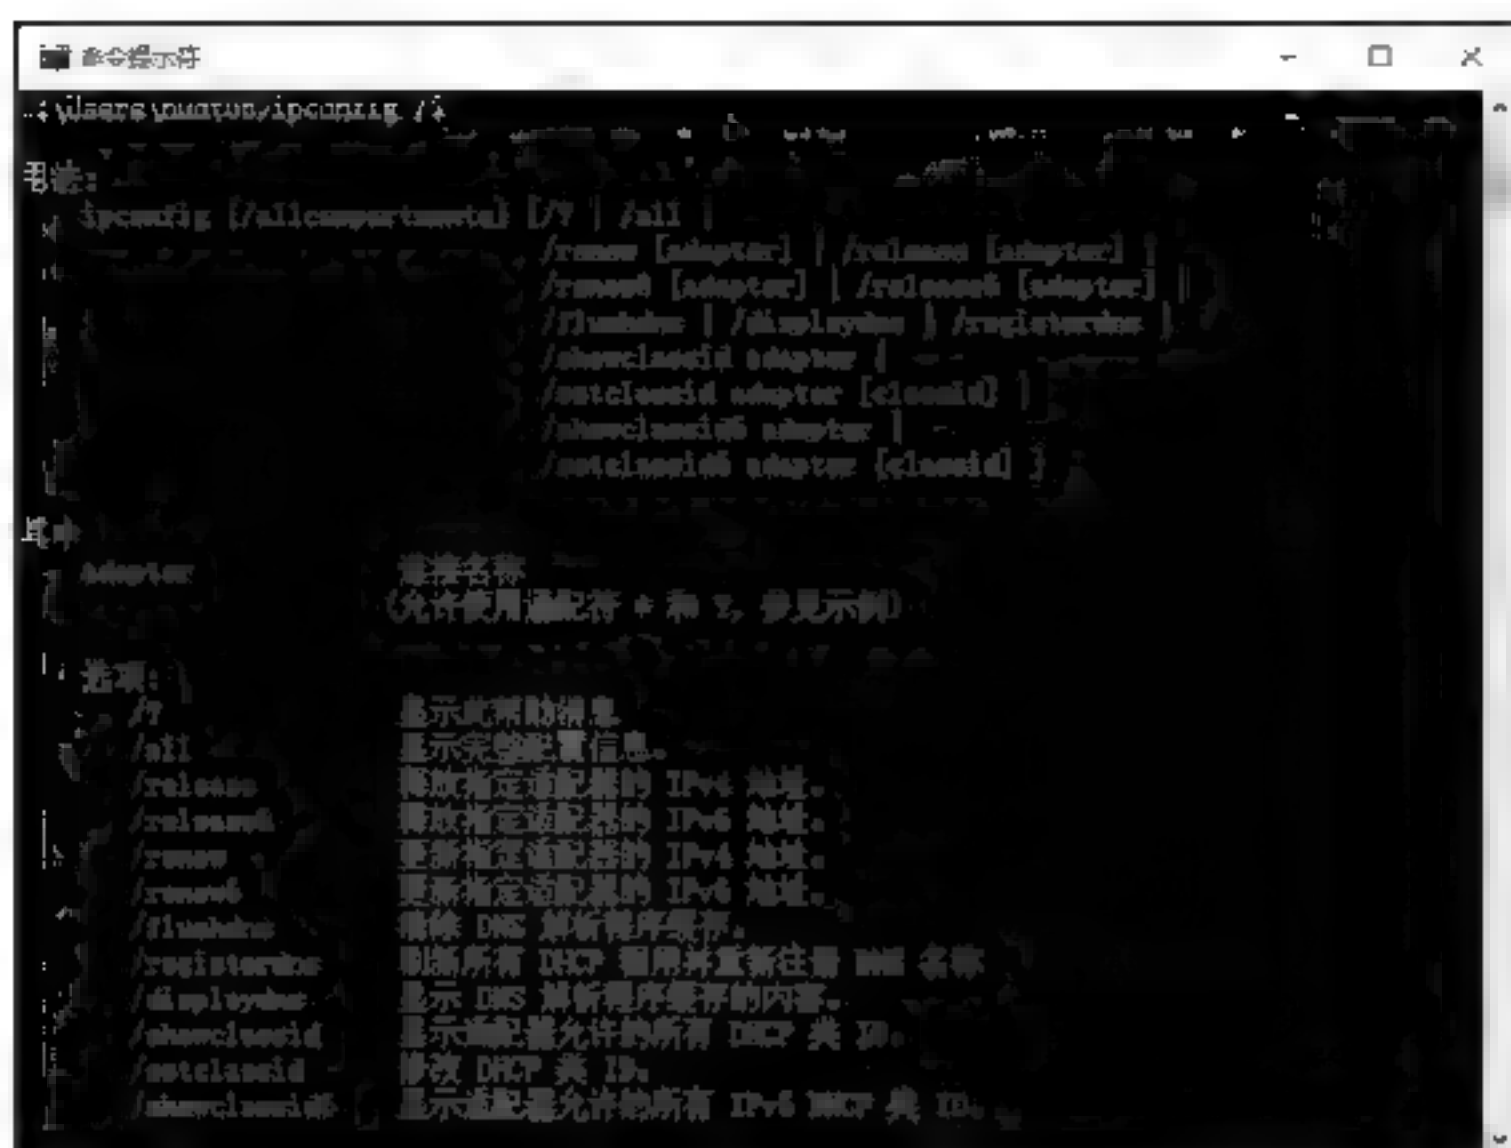 命令提示符
\Users\ /ipconfig /?
用法:
ipconfig [/allcompartments] [/? | /all |
/renew [adapter] | /release [adapter] |
/renew6 [adapter] | /release6 [adapter] |
/flushdns | /displaydns | /registerdns |
/showclassid adapter |
/setclassid adapter [classid] |
/showclassid6 adapter |
/setclassid6 adapter [classid] }
adapter 连接名称
(允许使用通配符 * 和 ?, 参见示例)
选项:
/? 显示此帮助消息
/all 显示完整配置信息。
/release 释放指定适配器的 IPv4 地址。
/release6 释放指定适配器的 IPv6 地址。
/renew 更新指定适配器的 IPv4 地址。
/renew6 更新指定适配器的 IPv6 地址。
/flushdns 清除 DNS 解析程序缓存。
/registerdns 刷新所有 DHCP 租用并重新注册 DNS 名称
/displaydns 显示 DNS 解析程序缓存的内容。
/showclassid 显示适配器允许的所有 DHCP 类 ID。
/setclassid 修改 DHCP 类 ID。
/showclassid6 显示适配器允许的所有 IPv6 DHCP 类 ID。